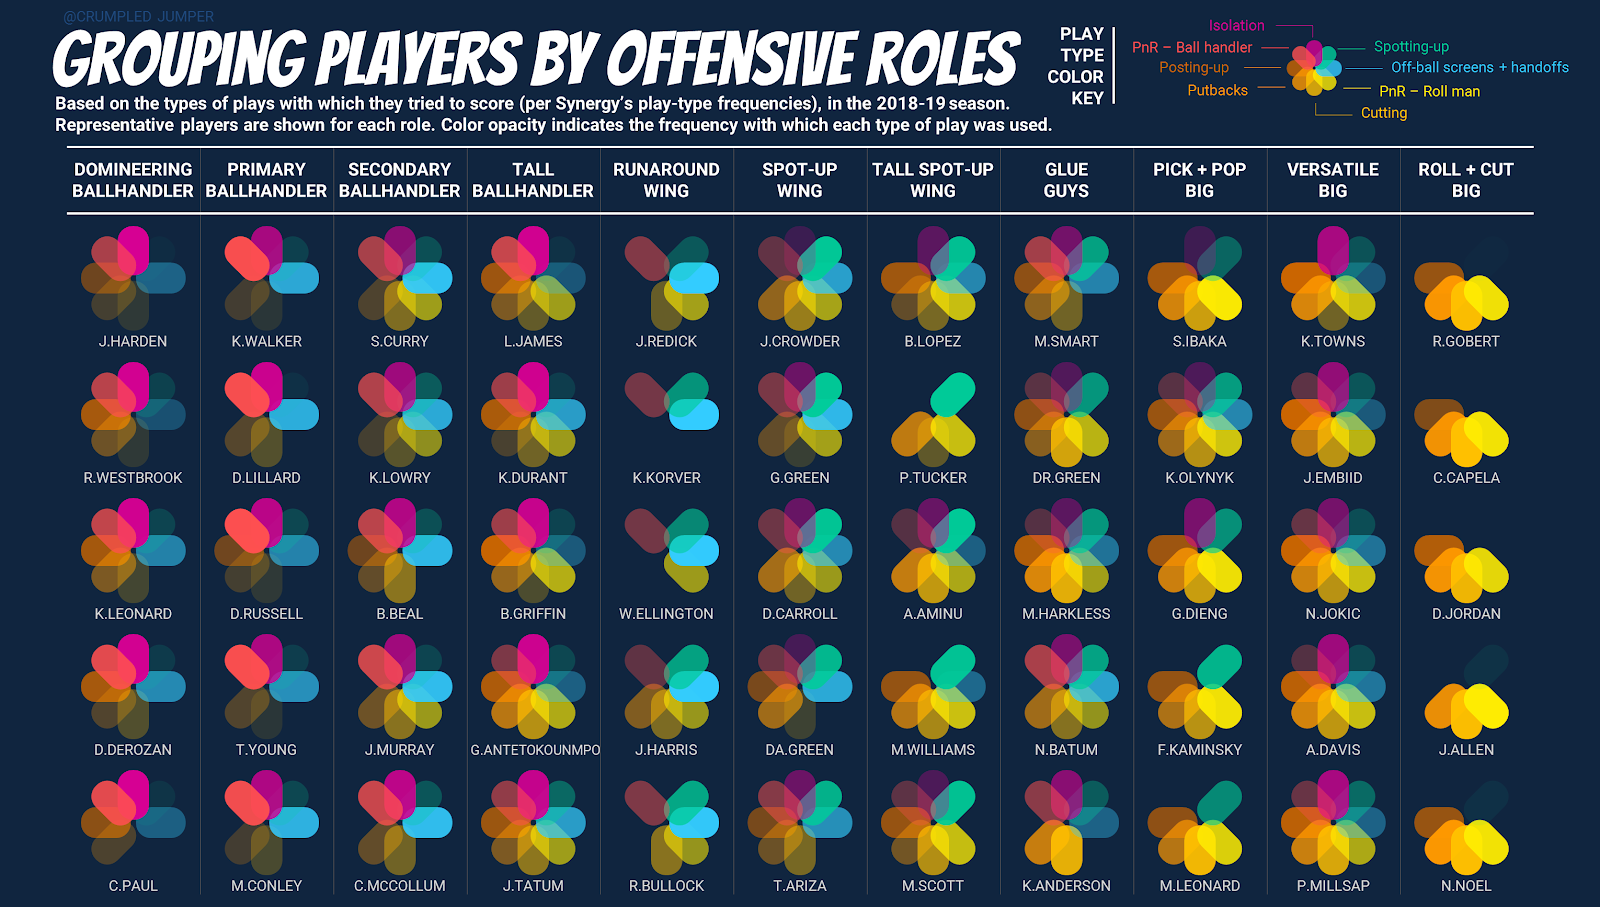 @CRUMPLED JUMPER
GROUPING PLAYERS BY OFFENSIVE ROLES
Based on the types of plays with which they tried to score (per Synergy's play-type frequencies), in the 2018-19 season.
Representative players are shown for each role. Color opacity indicates the frequency with which each type of play was used.
PLAY
TYPE
COLOR
KEY
Isolation
PnR – Ball handler
Spotting-up
Posting-up
Off-ball screens + handoffs
Putbacks
PnR – Roll man
Cutting
DOMINEERING BALLHANDLER
PRIMARY BALLHANDLER
SECONDARY BALLHANDLER
TALL BALLHANDLER
RUNAROUND WING
SPOT-UP WING
TALL SPOT-UP WING
GLUE GUYS
PICK + POP BIG
VERSATILE BIG
ROLL + CUT BIG
J.HARDEN K.WALKER S.CURRY L.JAMES J.REDICK J.CROWDER B.LOPEZ M.SMART S.IBAKA K.TOWNS R.GOBERT
R.WESTBROOK D.LILLARD K.LOWRY K.DURANT K.KORVER G.GREEN P.TUCKER DR.GREEN K.OLYNYK J.EMBIID C.CAPELA
K.LEONARD D.RUSSELL B.BEAL B.GRIFFIN W.ELLINGTON D.CARROLL A.AMINU M.HARKLESS G.DIENG N.JOKIC D.JORDAN
D.DEROZAN T.YOUNG J.MURRAY G.ANTETOKOUNMPO J.HARRIS DA.GREEN M.WILLIAMS N.BATUM F.KAMINSKY A.DAVIS J.ALLEN
C.PAUL M.CONLEY C.MCCOLLUM J.TATUM R.BULLOCK T.ARIZA M.SCOTT K.ANDERSON M.LEONARD P.MILLSAP N.NOEL